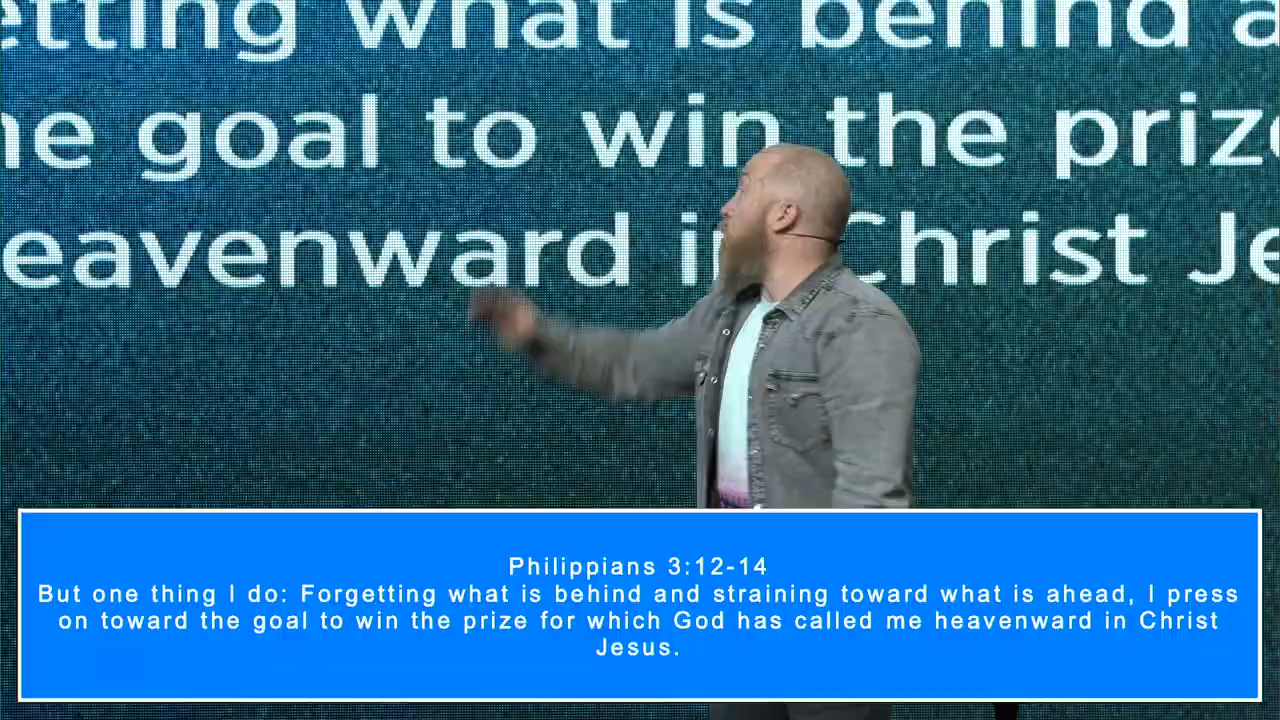 etting what is behind a
he goal to win the prize
eavenward in Christ Je
Philippians 3:12-14
But one thing I do: Forgetting what is behind and straining toward what is ahead, I press
on toward the goal to win the prize for which God has called me heavenward in Christ
Jesus.